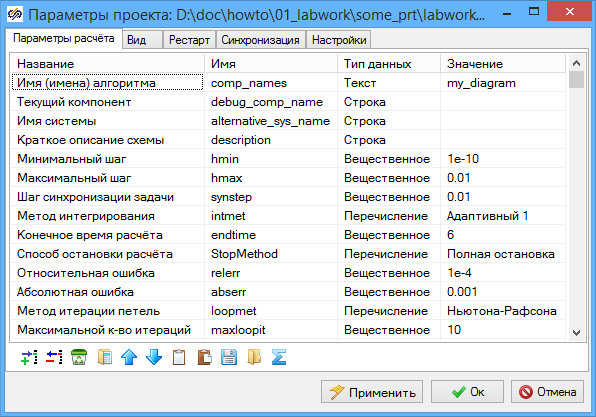 Параметры проекта: D:\doc\howto\01_labwork\some_prt\labwork...
Параметры расчёта Вид Рестарт Синхронизация Настройки
Название Имя Тип данных Значение
Имя (имена) алгоритма comp_names Текст my_diagram
Текущий компонент debug_comp_name Строка
Имя системы alternative_sys_name Строка
Краткое описание схемы description Строка
Минимальный шаг hmin Вещественное 1e-10
Максимальный шаг hmax Вещественное 0.01
Шаг синхронизации задачи synstep Вещественное 0.01
Метод интегрирования intmet Перечисление Адаптивный 1
Конечное время расчёта endtime Вещественное 6
Способ остановки расчёта StopMethod Перечисление Полная остановка
Относительная ошибка relerr Вещественное 1e-4
Абсолютная ошибка abserr Вещественное 0.001
Метод итерации петель loopmet Перечисление Ньютона-Рафсона
Максимальной к-во итераций maxloopit Вещественное 10
Применить Ок Отмена